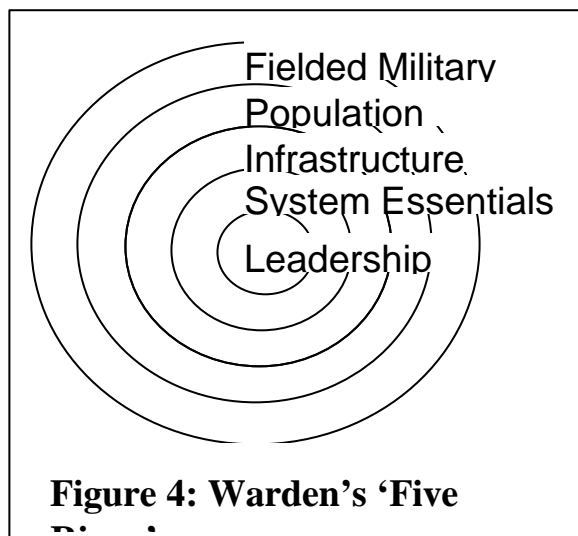 Fielded Military
Population
Infrastructure
System Essentials
Leadership
Figure 4: Warden's ‘Five